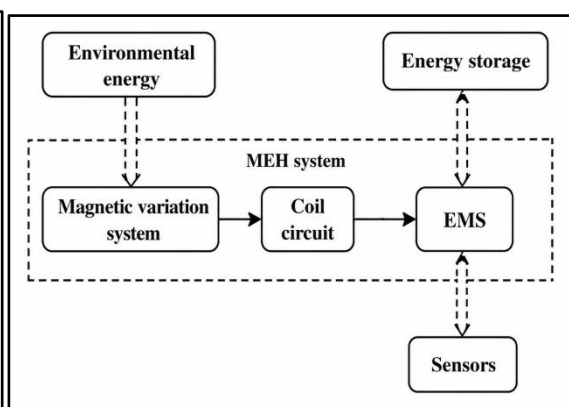 Environmental
energy
Energy storage
MEH system
Magnetic variation
system
Coil
circuit
EMS
Sensors